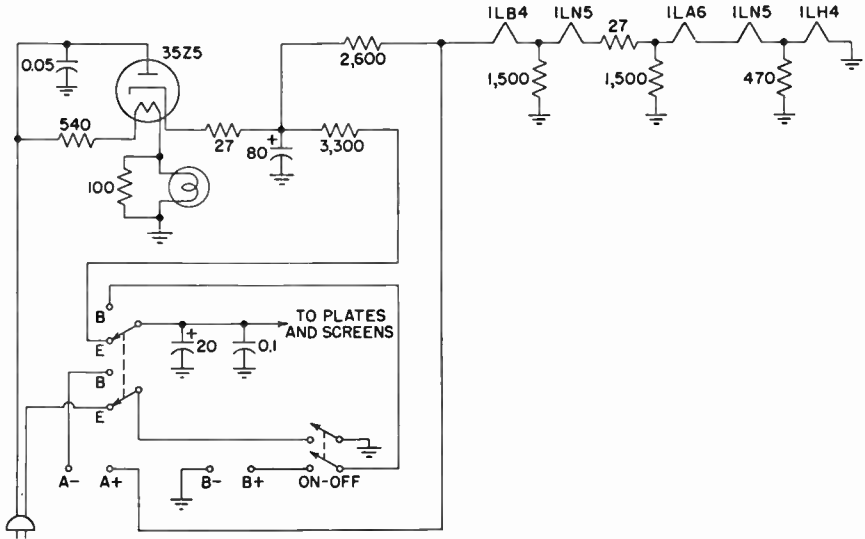 1LB4 1LN5 27 1LA6 1LN5 1LH4
35Z5
0.05
2,600
1,500 1,500 470
540
27
+
80
3,300
100
B
TO PLATES
AND SCREENS
E
+
20
0.1
B
E
A- A+ B- B+ ON-OFF